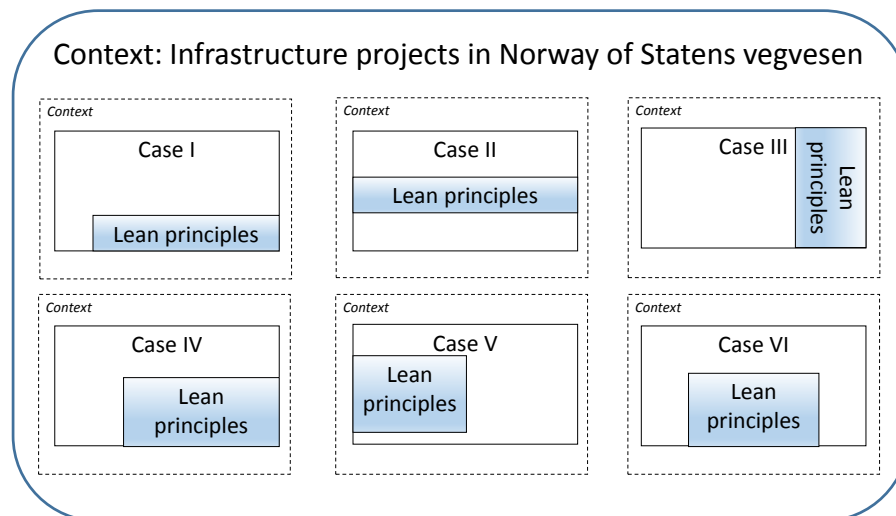 Context: Infrastructure projects in Norway of Statens vegvesen
Context
Case I
Lean principles
Context
Case II
Lean principles
Context
Case III
Lean
principles
Context
Case IV
Lean
principles
Context
Case V
Lean
principles
Context
Case VI
Lean
principles